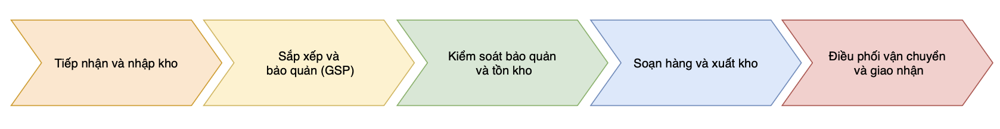 Tiếp nhận và nhập kho
Sắp xếp và
bảo quản (GSP)
Kiểm soát bảo quản
và tồn kho
Soạn hàng và xuất kho
Điều phối vận chuyển
và giao nhận